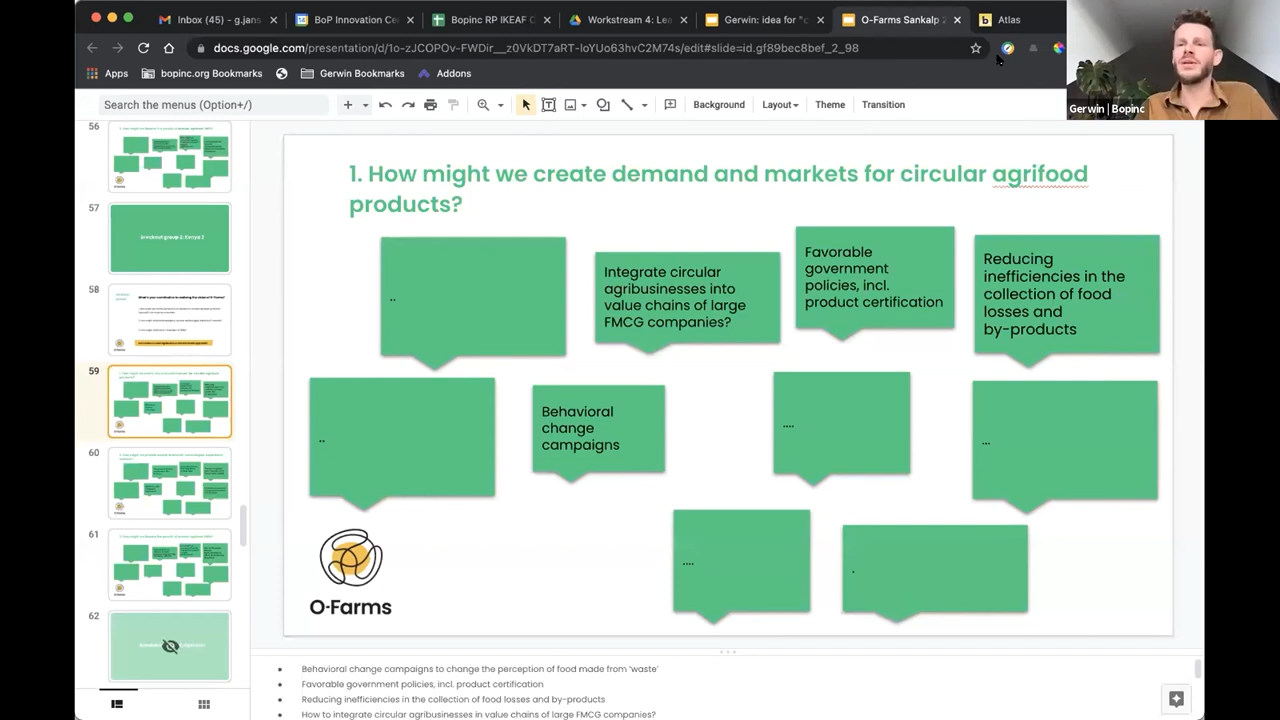 Inbox (45) - g.jans
BoP Innovation Ce
Bopinc RP IKEAF C
Workstream 4: Le
Gerwin: idea for "c
O-Farms Sankalp 2
Atlas
docs.google.com/presentation/d/1o-zJCOPOv-FWDir__z0VkDT7aRT-loYUo63hvC2M74s/edit#slide=id.gf89bec8bef_2_98
Apps
bopinc.org Bookmarks
Gerwin Bookmarks
Addons
Gerwin | Bopinc
Search the menus (Option+/)
Background
Layout
Theme
Transition
56
57
Breakout group 2: Kenya 2
58
59
60
61
62
1. How might we create demand and markets for circular agrifood
products?
..
Integrate circular
agribusinesses into
value chains of large
FMCG companies?
Favorable
government
policies, incl.
product certification
Reducing
inefficiencies in the
collection of food
losses and
by-products
..
Behavioral
change
campaigns
....
...
....
.
O-Farms
Behavioral change campaigns to change the perception of food made from 'waste'
Favorable government policies, incl. product certification
Reducing inefficiencies in the collection of food losses and by-products
How to integrate circular agribusinesses in value chains of large FMCG companies?